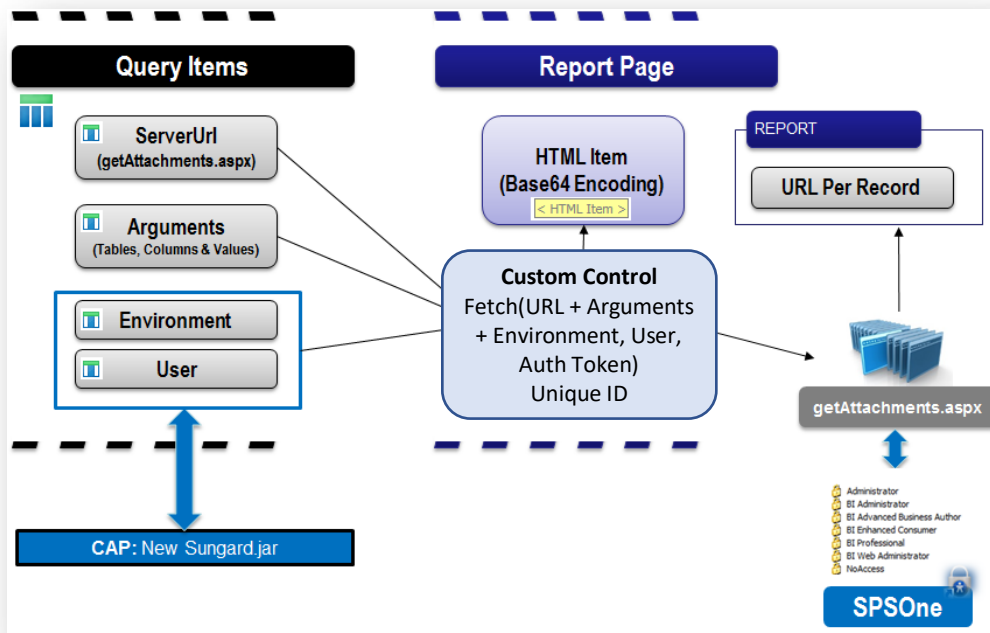 Query Items
ServerUrl
(getAttachments.aspx)
Arguments
(Tables, Columns & Values)
Environment
User
CAP: New Sungard.jar
Report Page
HTML Item
(Base64 Encoding)
< HTML Item >
Custom Control
Fetch(URL + Arguments
+ Environment, User,
Auth Token)
Unique ID
REPORT
URL Per Record
getAttachments.aspx
Administrator
BI Administrator
BI Advanced Business Author
BI Enhanced Consumer
BI Professional
BI Web Administrator
NoAccess
SPSOne